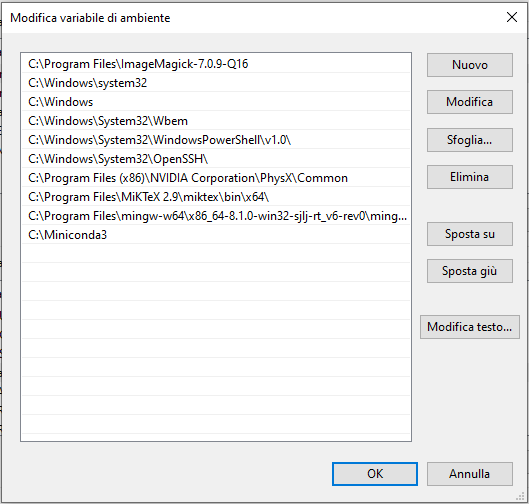 Modifica variabile di ambiente
C:\Program Files\ImageMagick-7.0.9-Q16
C:\Windows\system32
C:\Windows
C:\Windows\System32\Wbem
C:\Windows\System32\WindowsPowerShell\v1.0\
C:\Windows\System32\OpenSSH\
C:\Program Files (x86)\NVIDIA Corporation\PhysX\Common
C:\Program Files\MiKTeX 2.9\miktex\bin\x64\
C:\Program Files\mingw-w64\x86_64-8.1.0-win32-sjlj-rt_v6-rev0\ming...
C:\Miniconda3
Nuovo
Modifica
Sfoglia...
Elimina
Sposta su
Sposta giù
Modifica testo...
OK
Annulla